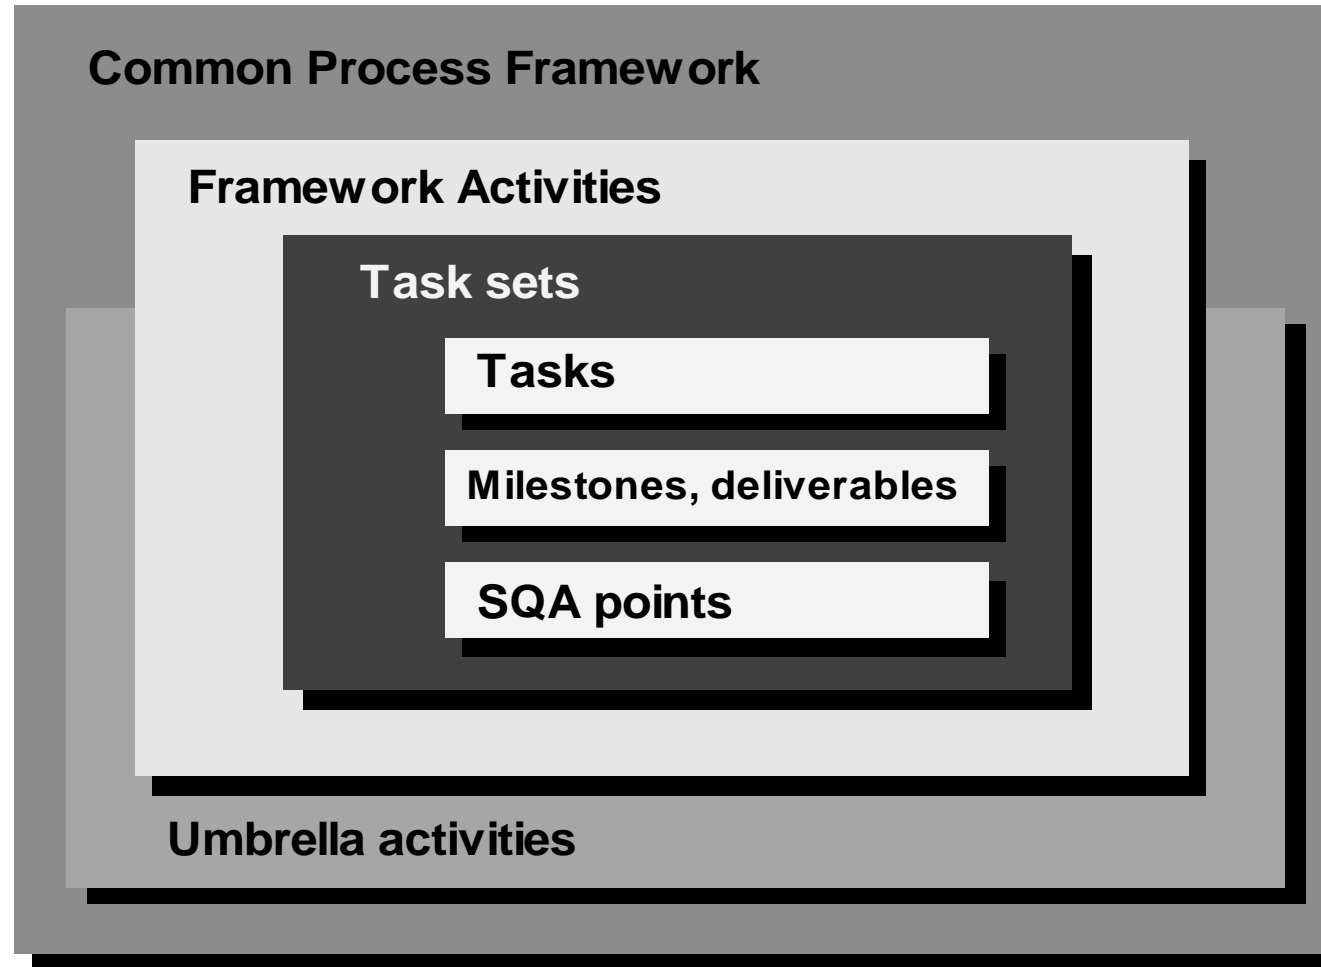 Common Process Framework
Framework Activities
Task sets
Tasks
Milestones, deliverables
SQA points
Umbrella activities